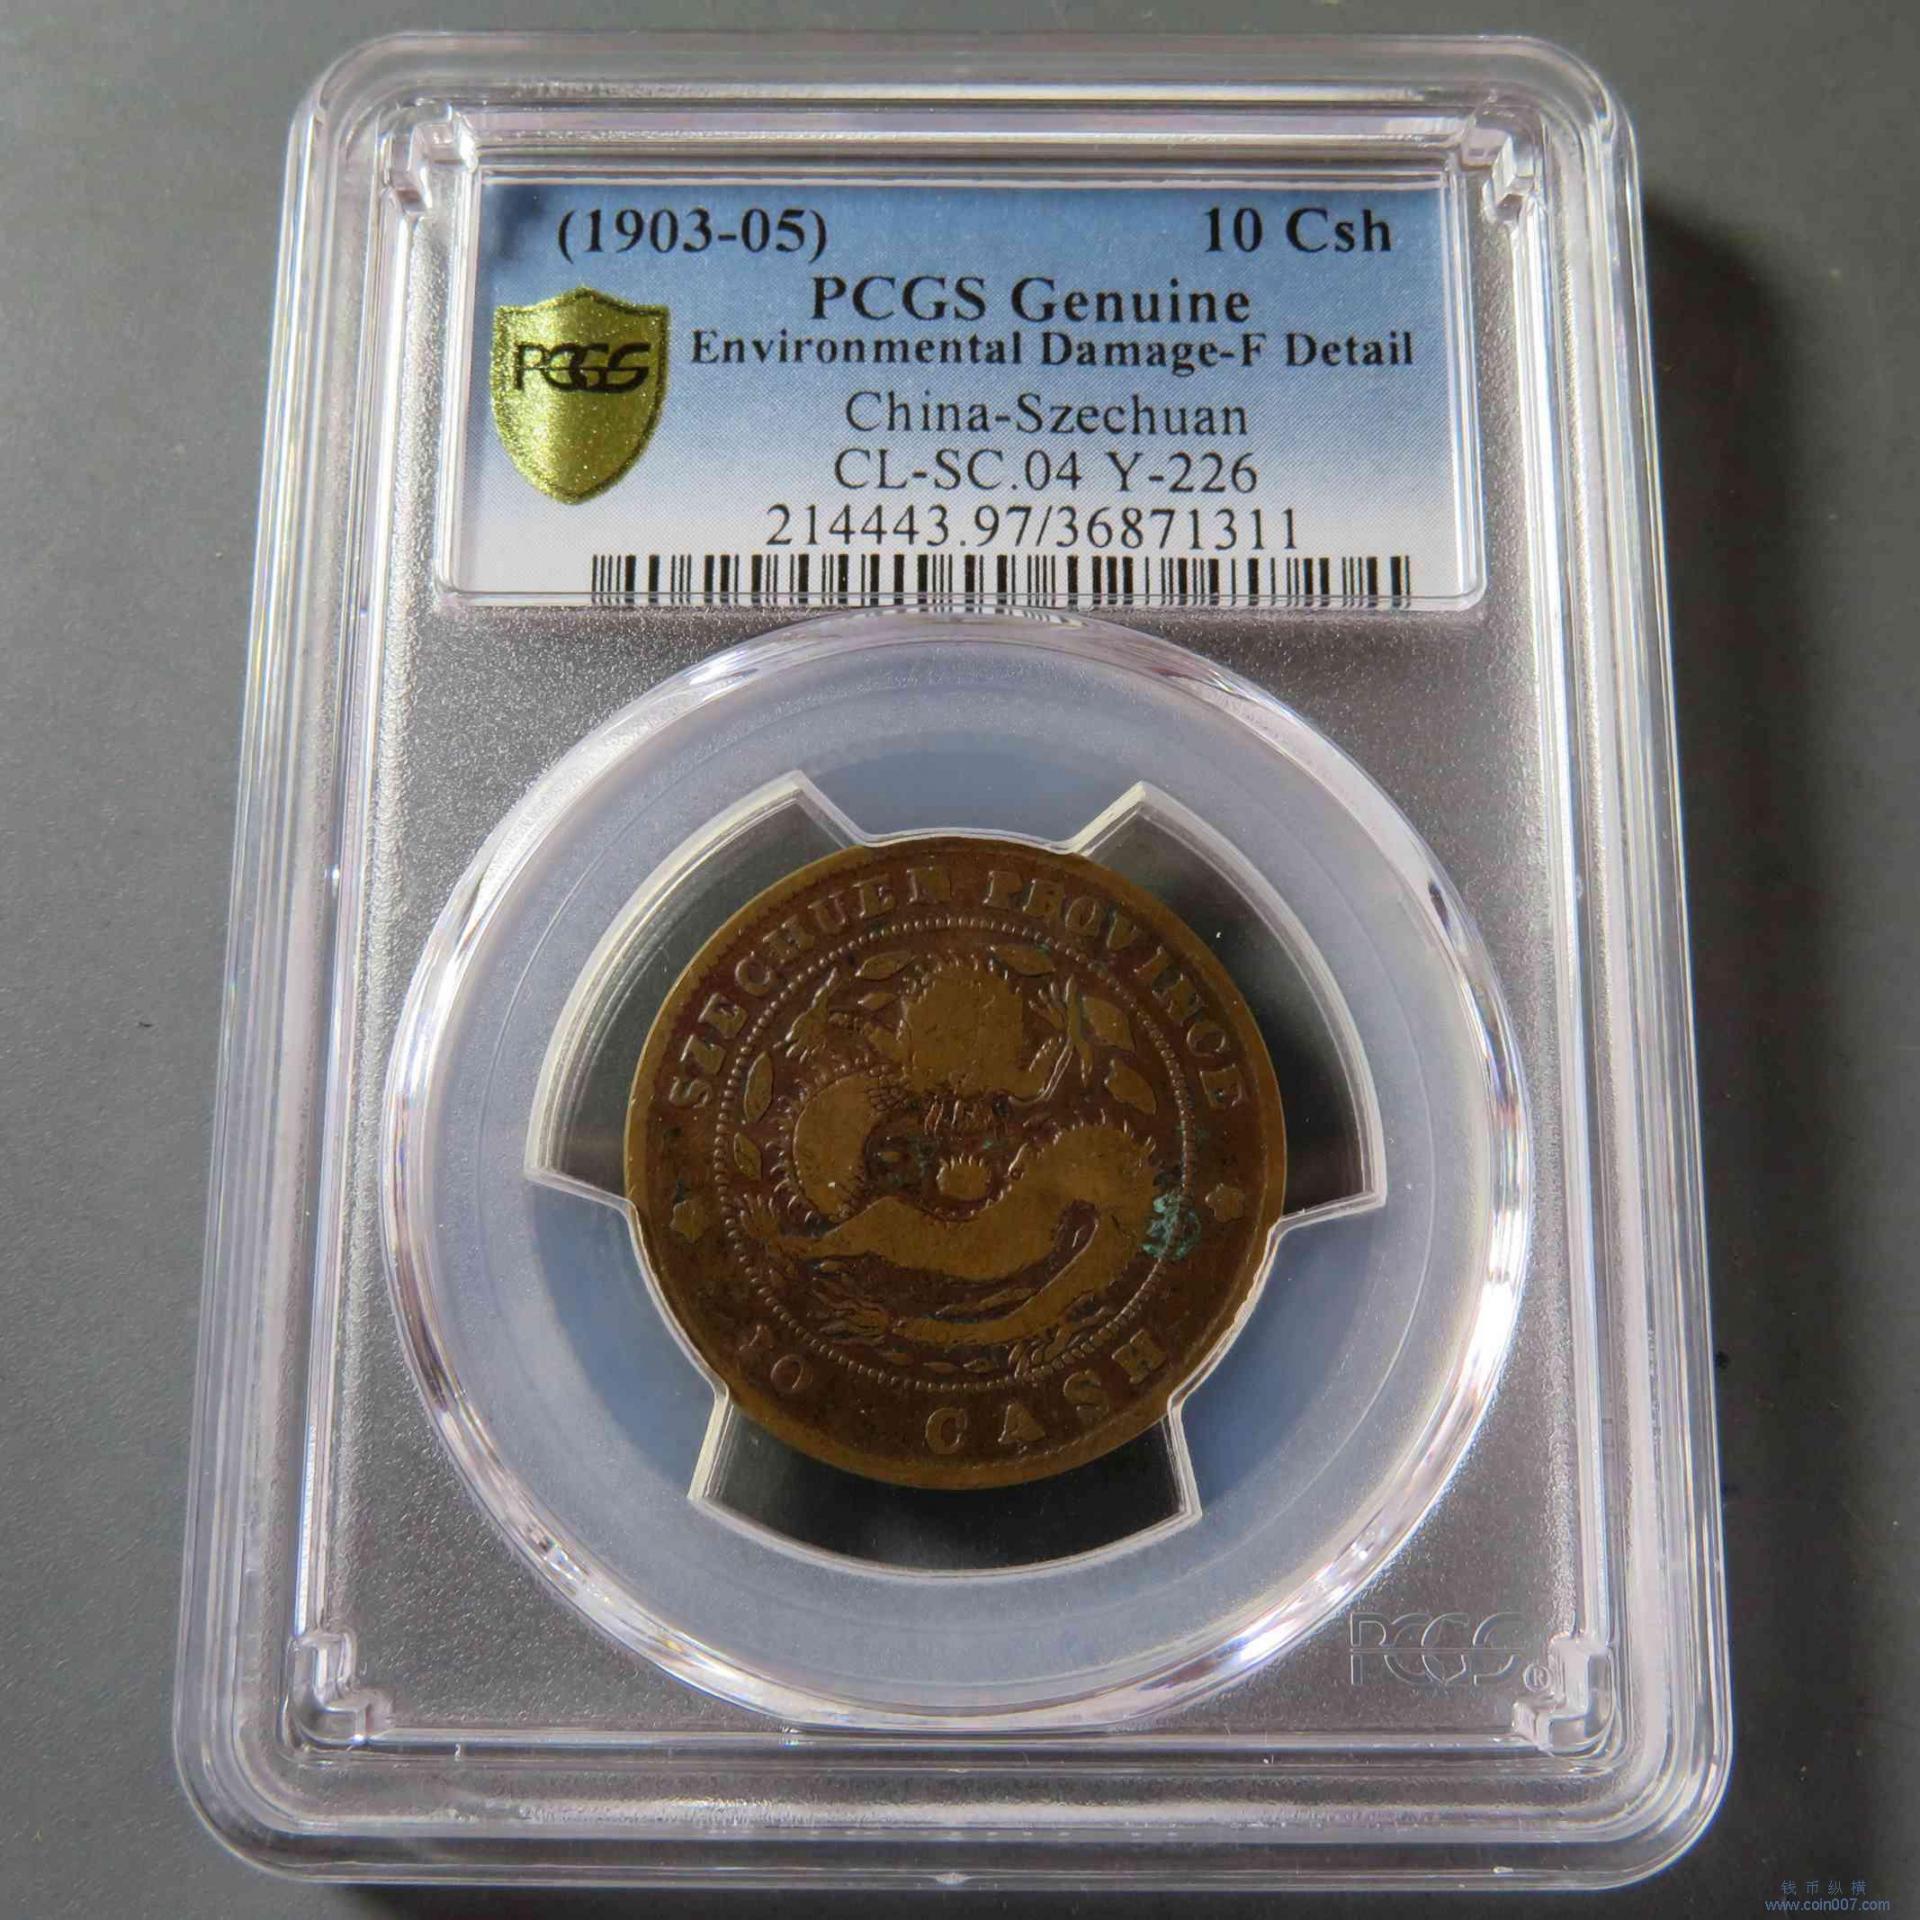 (1903-05) 10 Csh
PCGS Genuine
PCGS
Environmental Damage-F Detail
China-Szechuan
CL-SC.04 Y-226
214443.97/36871311
SZECHUEN PROVINCE
10 CASH
PCGS®
钱币纵横
www.coin007.com